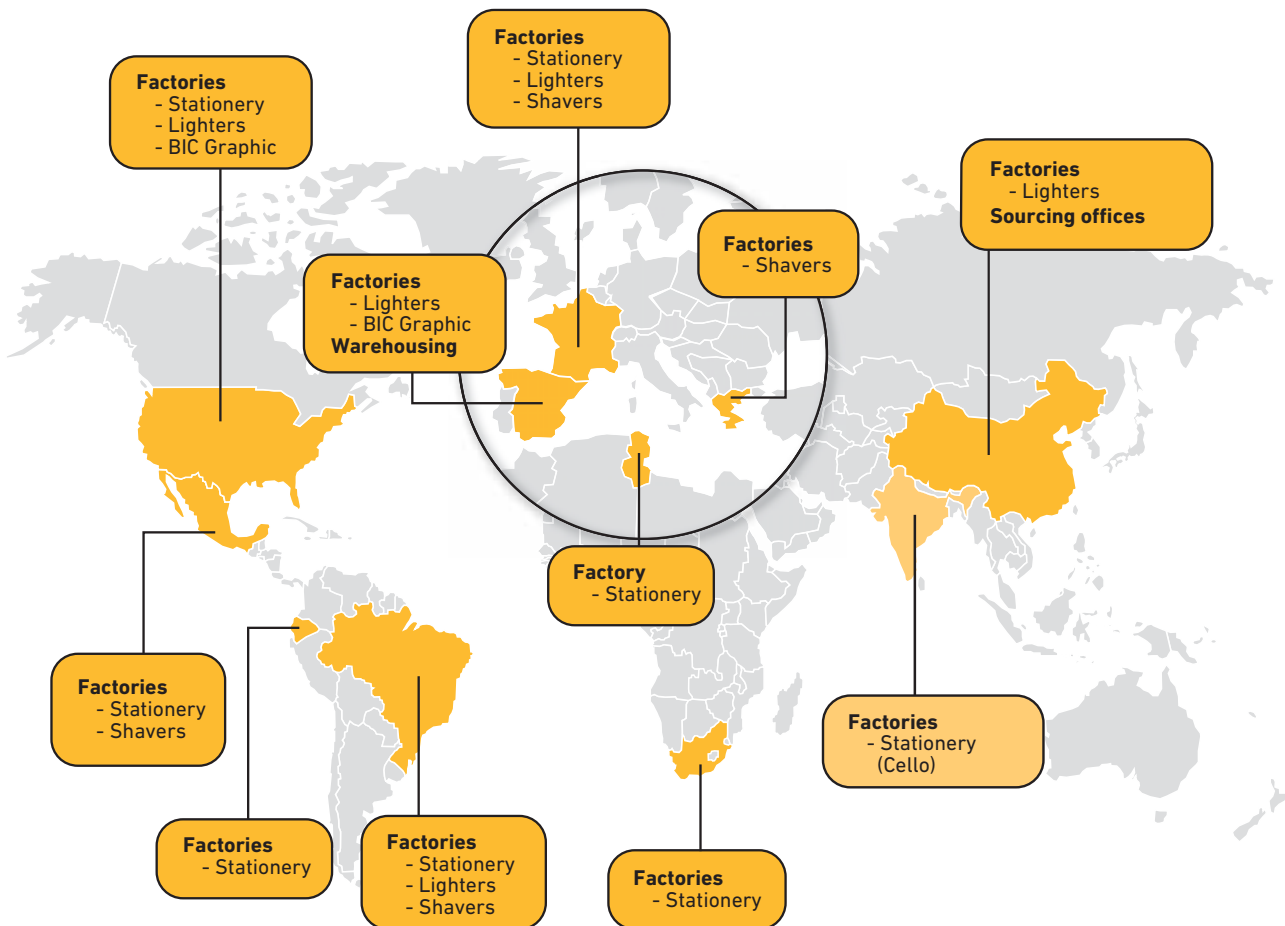 Factories
- Stationery
- Lighters
- Shavers
Factories
- Stationery
- Lighters
- BIC Graphic
Factories
- Lighters
Sourcing offices
Factories
- Shavers
Factories
- Lighters
- BIC Graphic
Warehousing
Factory
- Stationery
Factories
- Stationery
- Shavers
Factories
- Stationery
(Cello)
Factories
- Stationery
Factories
- Stationery
- Lighters
- Shavers
Factories
- Stationery